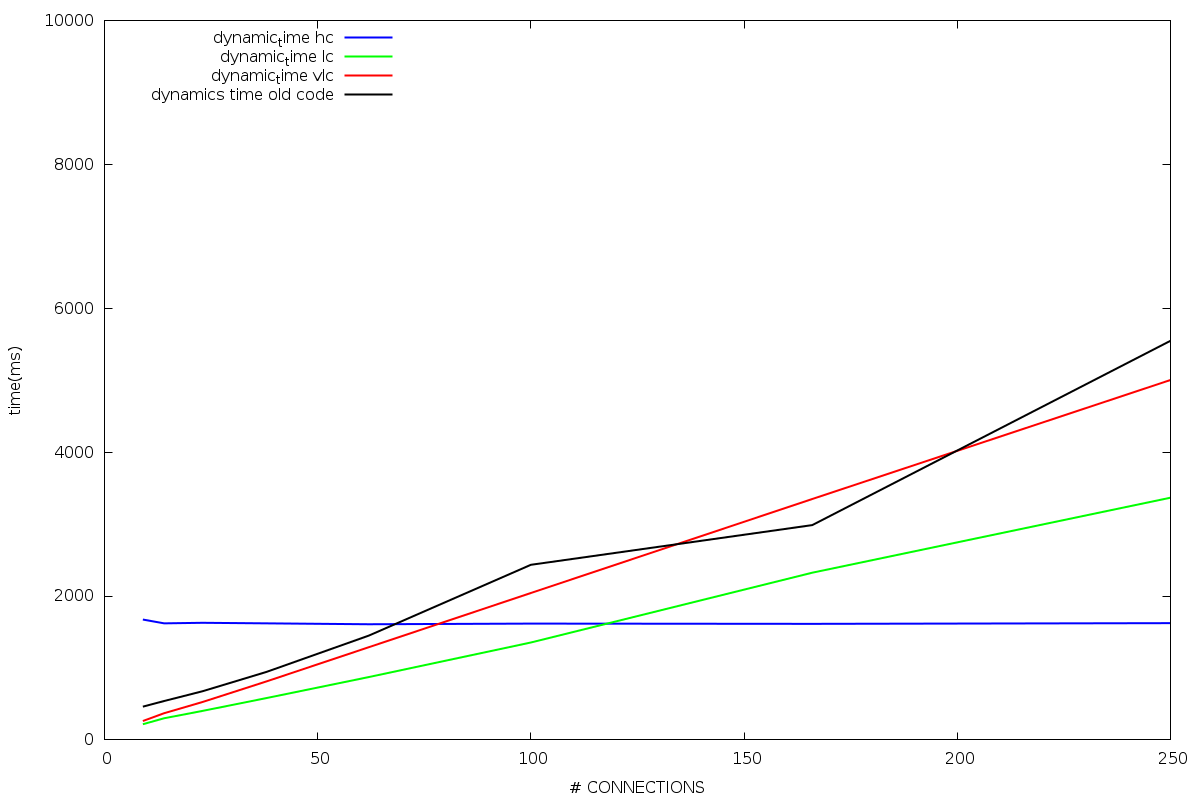 10000
8000
6000
4000
2000
0
time(ms)
dynamic_time hc
dynamic_time lc
dynamic_time vlc
dynamics time old code
0 50 100 150 200 250
# CONNECTIONS